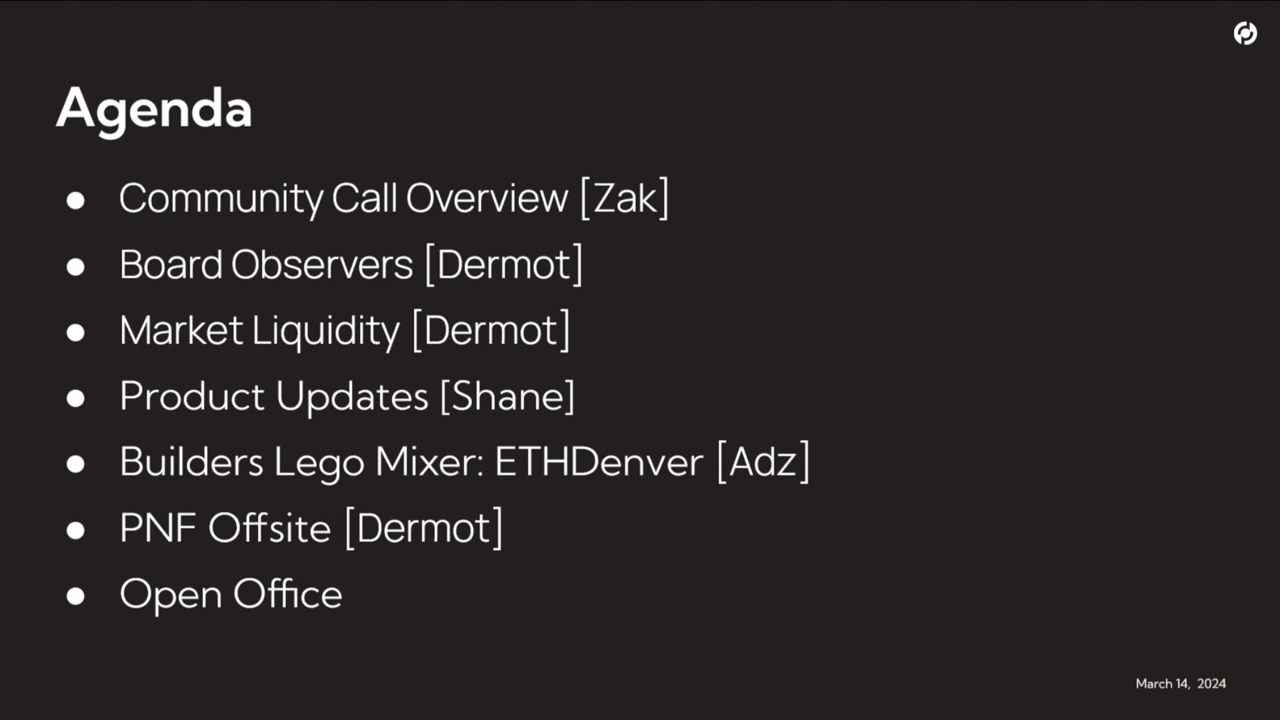 Agenda
● Community Call Overview [Zak]
● Board Observers [Dermot]
● Market Liquidity [Dermot]
● Product Updates [Shane]
● Builders Lego Mixer: ETHDenver [Adz]
● PNF Offsite [Dermot]
● Open Office
March 14, 2024